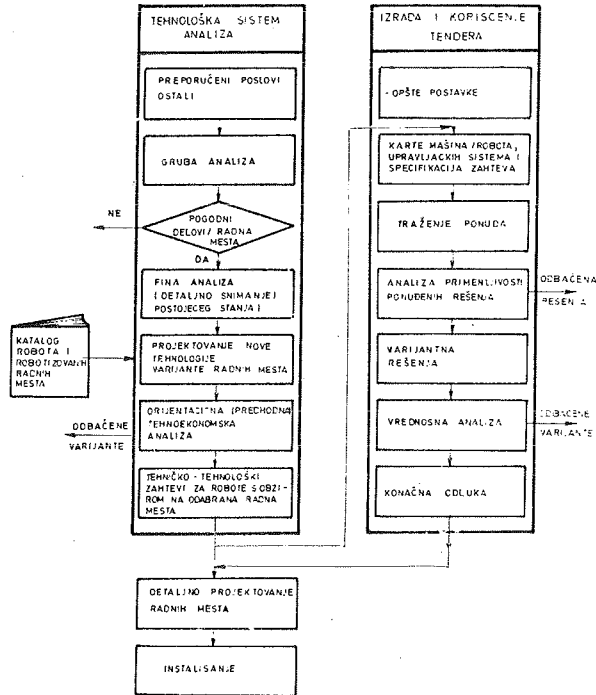 TEHNOLOŠKA SISTEM
ANALIZA
PREPORUČENI POSLOVI
OSTALI
GRUBA ANALIZA
NE
POGODNI
DELOVI/ RADNA
MESTA
DA
FINA ANALIZA
(DETALJNO SNIMANJE)
POSTOJEĆEG STANJA)
KATALOG
ROBOTA I
ROBOTIZOVANIH
RADNIH
MESTA
PROJEKTOVANJE NOVE
TEHNOLOGIJE
VARIJANTE RADNIH MESTA
ODBAČENE
VARIJANTE
ORIJENTACIONA (PRETHODNA)
TEHNOEKONOMSKA
ANALIZA
TEHNIČKO-TEHNOLOŠKI
ZAHTEVI ZA ROBOTE S OBZI-
ROM NA ODABRANA RADNA
MESTA
IZRADA I KORISCENJE
TENDERA
-OPŠTE POSTAVKE
KARTE MAŠINA/ROBOTA,
UPRAVLJACKIH SISTEMA I
SPECIFIKACIJA ZAHTEVA
TRAŽENJE PONUDA
ANALIZA PRIMENLJIVOSTI
PONUĐENIH REŠENJA
ODBAČENA
REŠENJA
VARIJANTNA
REŠENJA
VREDNOSNA ANALIZA
ODBAČENE
VARIJANTE
KONAČNA ODLUKA
DETALJNO PROJEKTOVANJE
RADNIH MESTA
INSTALISANJE